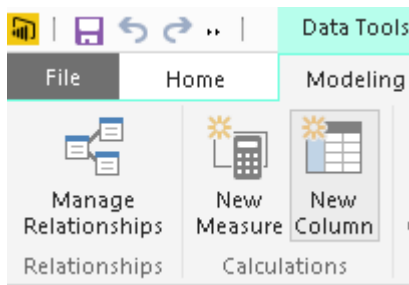 Data Tools
File Home Modeling
Manage Relationships
New Measure
New Column
Relationships Calculations